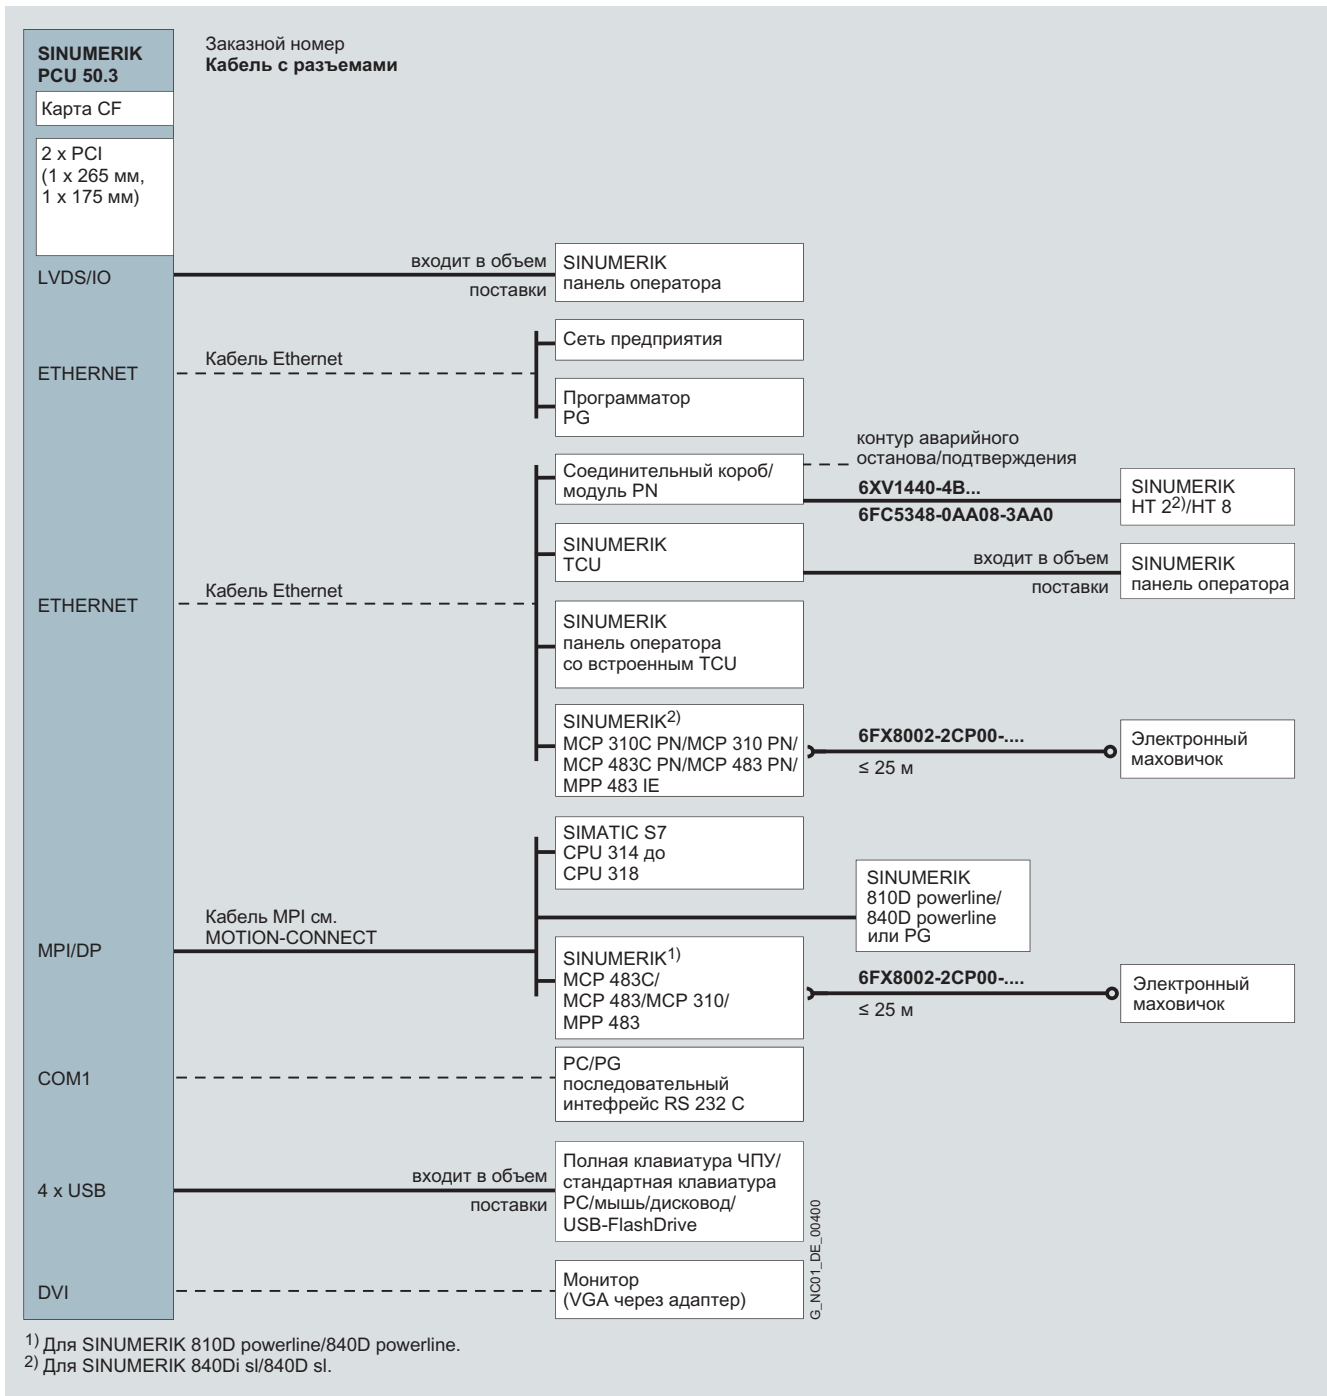 SINUMERIK
PCU 50.3
Заказной номер
Кабель с разъемами
Карта CF
2 x PCI
(1 x 265 мм,
1 x 175 мм)
LVDS/IO
входит в объем
поставки
SINUMERIK
панель оператора
ETHERNET
Кабель Ethernet
Сеть предприятия
Программатор
PG
ETHERNET
Кабель Ethernet
Соединительный короб/
модуль PN
контур аварийного
останова/подтверждения
6XV1440-4B...
6FC5348-0AA08-3AA0
SINUMERIK
HT 2²⁾/HT 8
SINUMERIK
TCU
входит в объем
поставки
SINUMERIK
панель оператора
SINUMERIK
панель оператора
со встроенным TCU
SINUMERIK²⁾
MCP 310C PN/MCP 310 PN/
MCP 483C PN/MCP 483 PN/
MPP 483 IE
6FX8002-2CP00-....
≤ 25 м
Электронный
маховичок
MPI/DP
Кабель MPI см.
MOTION-CONNECT
SIMATIC S7
CPU 314 до
CPU 318
SINUMERIK
810D powerline/
840D powerline
или PG
SINUMERIK¹⁾
MCP 483C/
MCP 483/MCP 310/
MPP 483
6FX8002-2CP00-....
≤ 25 м
Электронный
маховичок
COM1
PC/PG
последовательный
интефрейс RS 232 C
4 x USB
входит в объем
поставки
Полная клавиатура ЧПУ/
стандартная клавиатура
PC/мышь/дисковод/
USB-FlashDrive
DVI
Монитор
(VGA через адаптер)
G_NC01_DE_00400
¹⁾ Для SINUMERIK 810D powerline/840D powerline.
²⁾ Для SINUMERIK 840Di sl/840D sl.